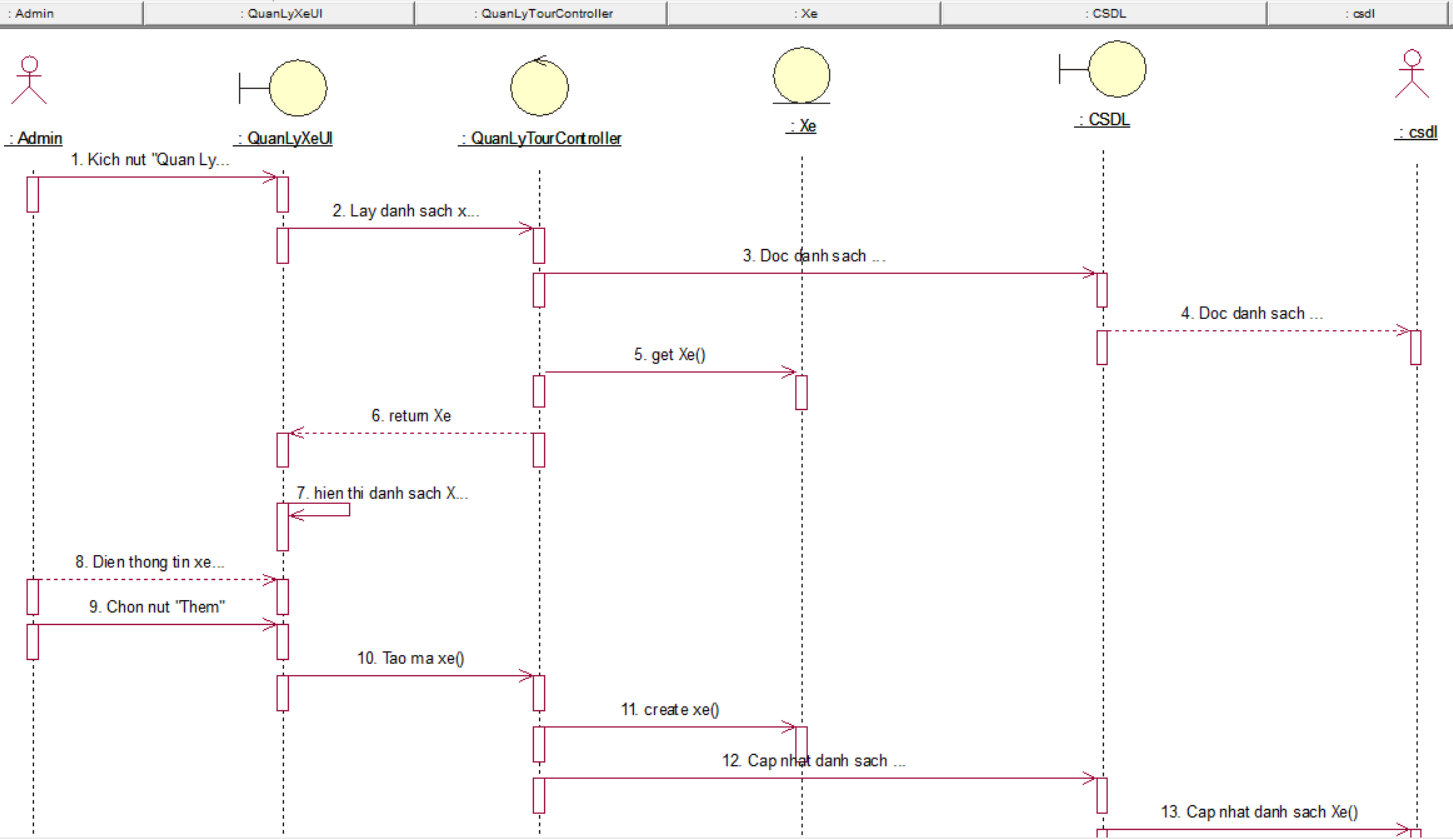 : Admin
: QuanLyXeUI
: QuanLyTourController
: Xe
: CSDL
: csdl
: Admin
: QuanLyXeUI
: QuanLyTourController
: Xe
: CSDL
: csdl
1. Kich nut "Quan Ly...
2. Lay danh sach x...
3. Doc danh sach ...
4. Doc danh sach ...
5. get Xe()
6. return Xe
7. hien thi danh sach X...
8. Dien thong tin xe...
9. Chon nut "Them"
10. Tao ma xe()
11. create xe()
12. Cap nhat danh sach ...
13. Cap nhat danh sach Xe()